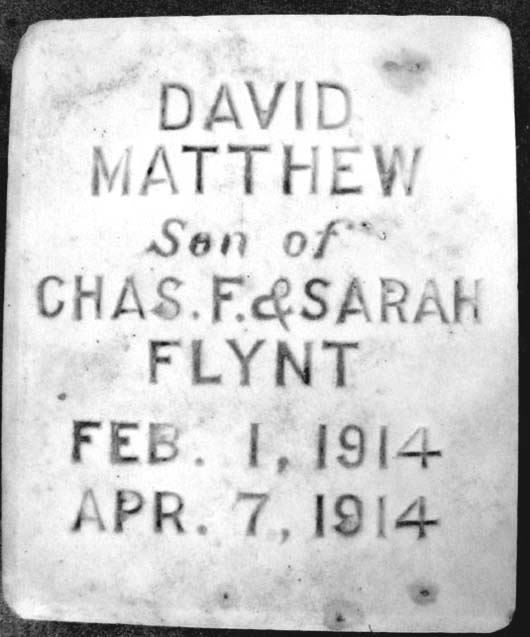 DAVID
MATTHEW
Son of
CHAS. F. & SARAH
FLYNT
FEB. 1, 1914
APR. 7, 1914